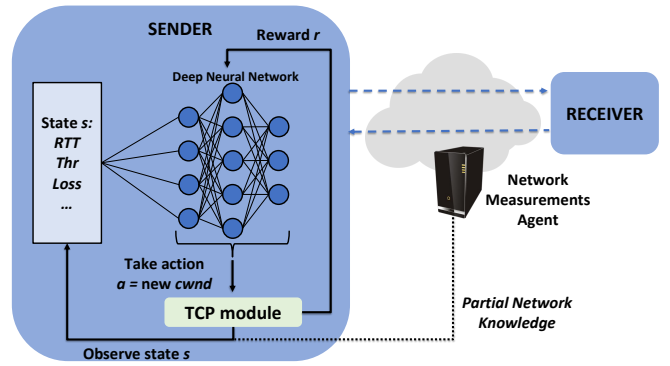 SENDER
Reward r
Deep Neural Network
State s:
RTT
Thr
Loss
...
Take action
a = new cwnd
TCP module
Observe state s
RECEIVER
Network
Measurements
Agent
Partial Network
Knowledge